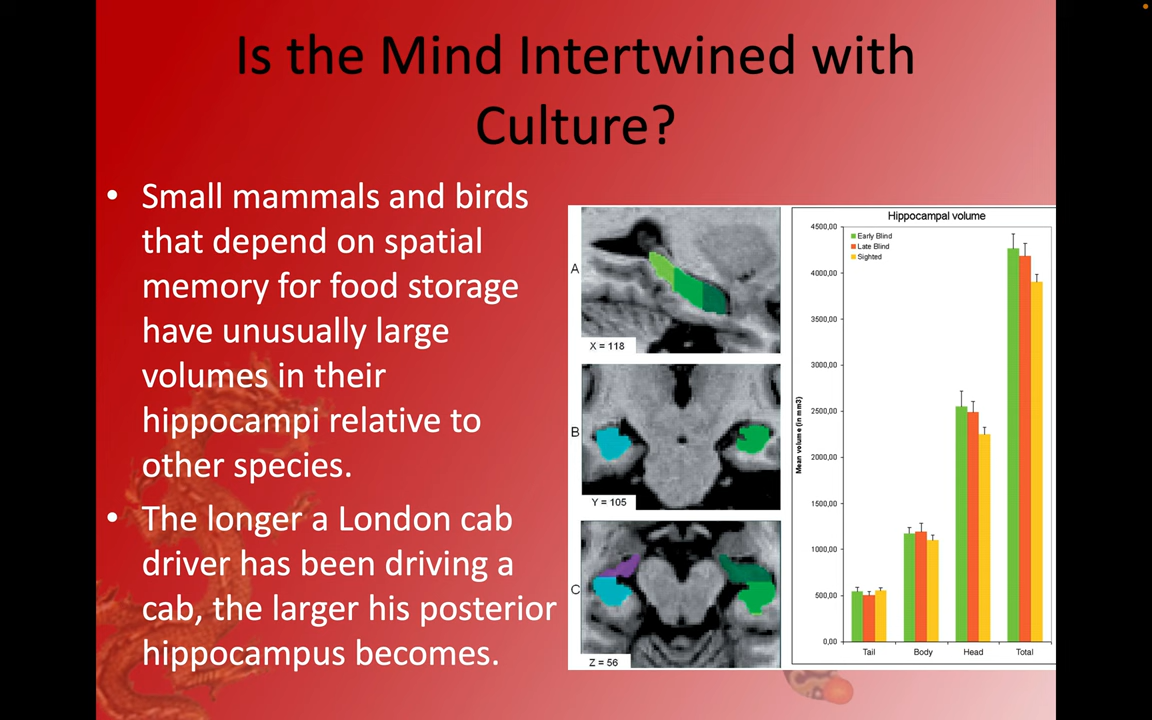 Is the Mind Intertwined with
Culture?
• Small mammals and birds
that depend on spatial
memory for food storage
have unusually large
volumes in their
hippocampi relative to
other species.
• The longer a London cab
driver has been driving a
cab, the larger his posterior
hippocampus becomes.
A
X = 118
B
Y = 105
C
Z = 56
Hippocampal volume
Early Blind
Late Blind
Sighted
Mean volume (in mm3)
4500,00
4000,00
3500,00
3000,00
2500,00
2000,00
1500,00
1000,00
500,00
0,00
Tail Body Head Total